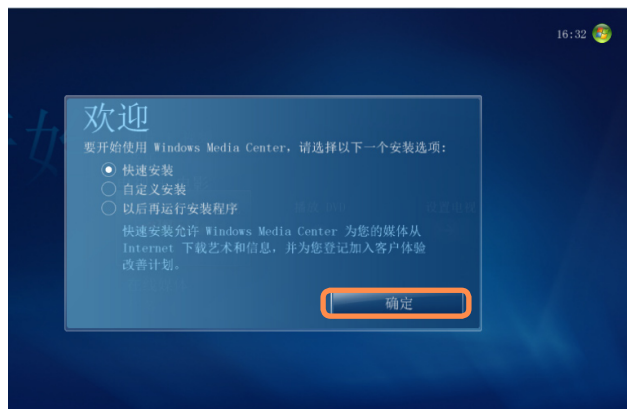 16:32
欢迎
要开始使用 Windows Media Center，请选择以下一个安装选项：
快速安装
自定义安装
以后再运行安装程序
快速安装允许 Windows Media Center 为您的媒体从
Internet 下载艺术和信息，并为您登记加入客户体验
改善计划。
确定